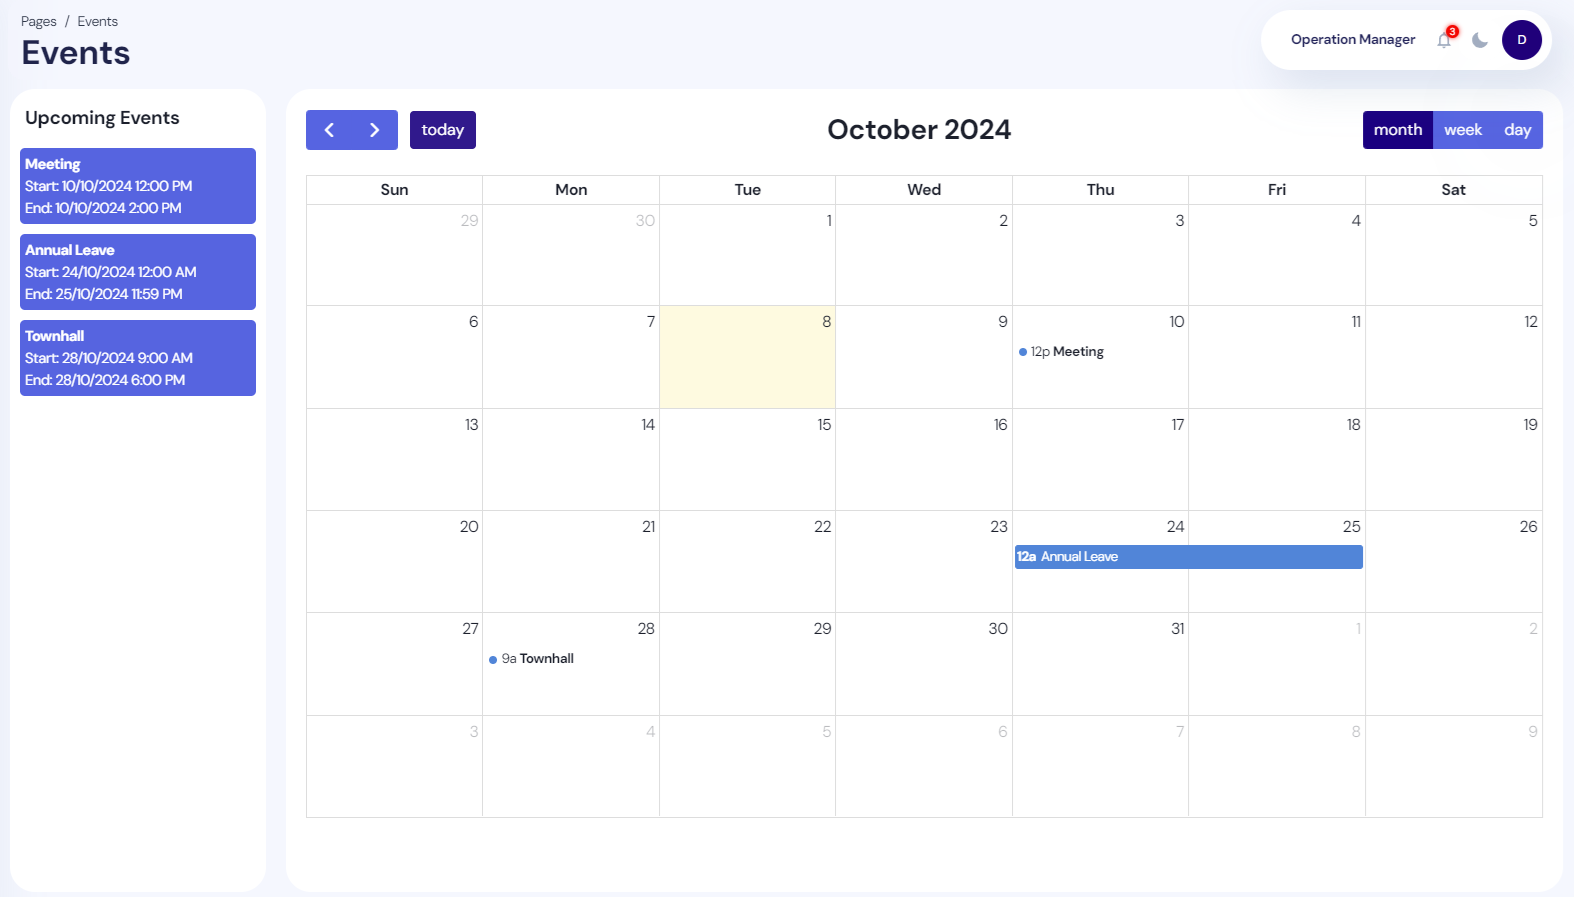 Pages / Events
Events
Operation Manager
3
D
Upcoming Events
Meeting
Start: 10/10/2024 12:00 PM
End: 10/10/2024 2:00 PM
Annual Leave
Start: 24/10/2024 12:00 AM
End: 25/10/2024 11:59 PM
Townhall
Start: 28/10/2024 9:00 AM
End: 28/10/2024 6:00 PM
today
October 2024
month week day
Sun Mon Tue Wed Thu Fri Sat
29 30 1 2 3 4 5
6 7 8 9 10 11 12
12p Meeting
13 14 15 16 17 18 19
20 21 22 23 24 25 26
12a Annual Leave
27 28 29 30 31 1 2
9a Townhall
3 4 5 6 7 8 9